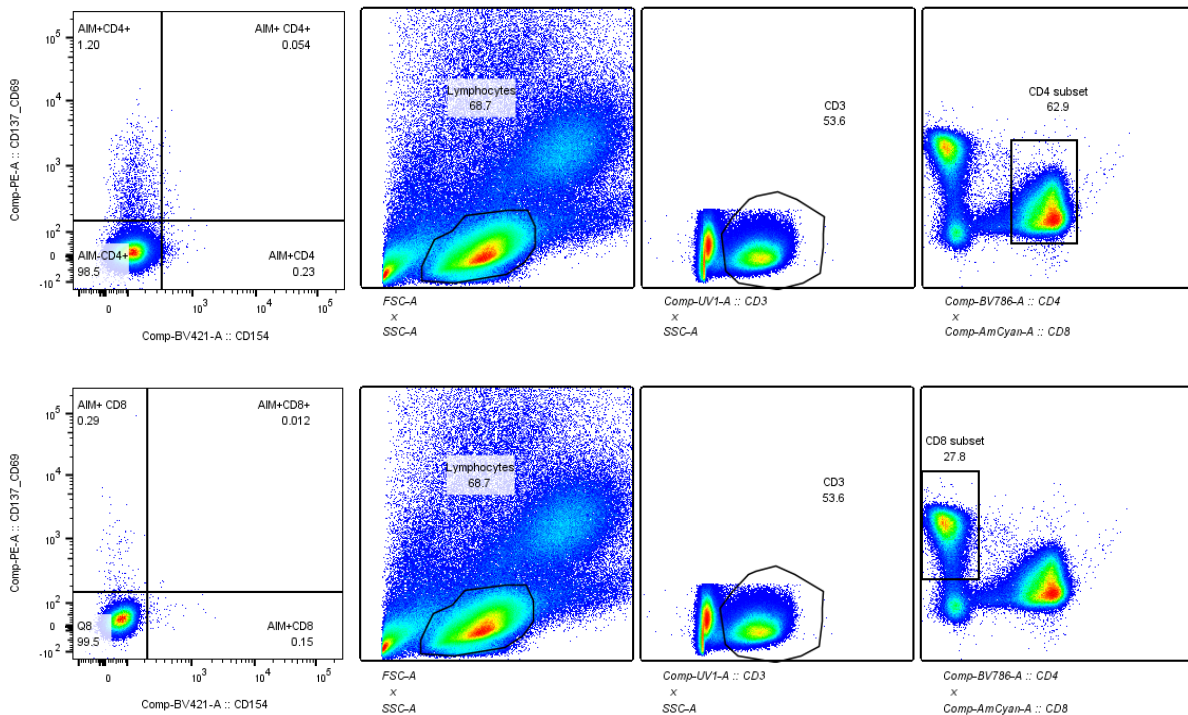 AIM+CD4+
1.20
AIM+ CD4+
0.054
AIM-CD4+
98.5
AIM+CD4
0.23
10^5
10^4
10^3
10^2
0
-10^2
0
10^3
10^4
10^5
Comp-PE-A :: CD137_CD69
Comp-BV421-A :: CD154
Lymphocytes
68.7
FSC-A
x
SSC-A
CD3
53.6
Comp-UV1-A :: CD3
x
SSC-A
CD4 subset
62.9
Comp-BV786-A :: CD4
x
Comp-AmCyan-A :: CD8
AIM+ CD8
0.29
AIM+CD8+
0.012
Q8
99.5
AIM+CD8
0.15
10^5
10^4
10^3
10^2
0
-10^2
0
10^3
10^4
10^5
Comp-PE-A :: CD137_CD69
Comp-BV421-A :: CD154
Lymphocytes
68.7
FSC-A
x
SSC-A
CD3
53.6
Comp-UV1-A :: CD3
x
SSC-A
CD8 subset
27.8
Comp-BV786-A :: CD4
x
Comp-AmCyan-A :: CD8